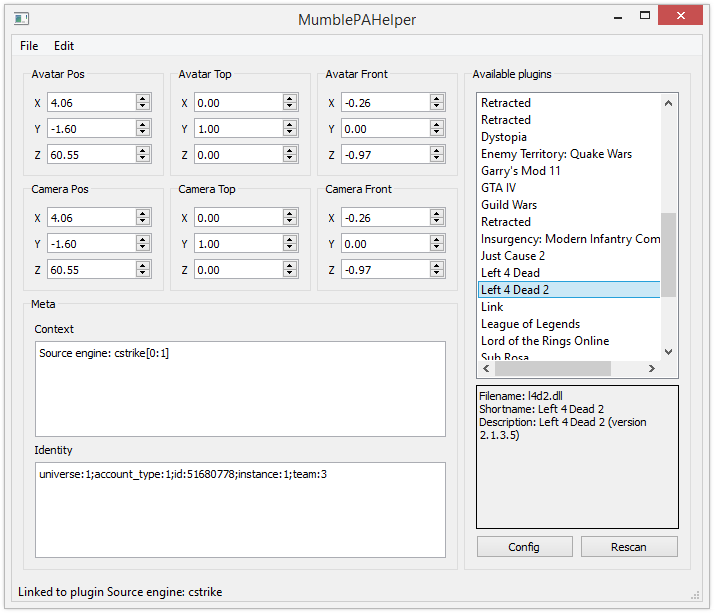 MumblePAHelper
File Edit
Avatar Pos
X 4.06
Y -1.60
Z 60.55
Avatar Top
X 0.00
Y 1.00
Z 0.00
Avatar Front
X -0.26
Y 0.00
Z -0.97
Camera Pos
X 4.06
Y -1.60
Z 60.55
Camera Top
X 0.00
Y 1.00
Z 0.00
Camera Front
X -0.26
Y 0.00
Z -0.97
Meta
Context
Source engine: cstrike[0:1]
Identity
universe:1;account_type:1;id:51680778;instance:1;team:3
Available plugins
Retracted
Retracted
Dystopia
Enemy Territory: Quake Wars
Garry's Mod 11
GTA IV
Guild Wars
Retracted
Insurgency: Modern Infantry Com
Just Cause 2
Left 4 Dead
Left 4 Dead 2
Link
League of Legends
Lord of the Rings Online
Sub Rosa
Filename: l4d2.dll
Shortname: Left 4 Dead 2
Description: Left 4 Dead 2 (version
2.1.3.5)
Config Rescan
Linked to plugin Source engine: cstrike